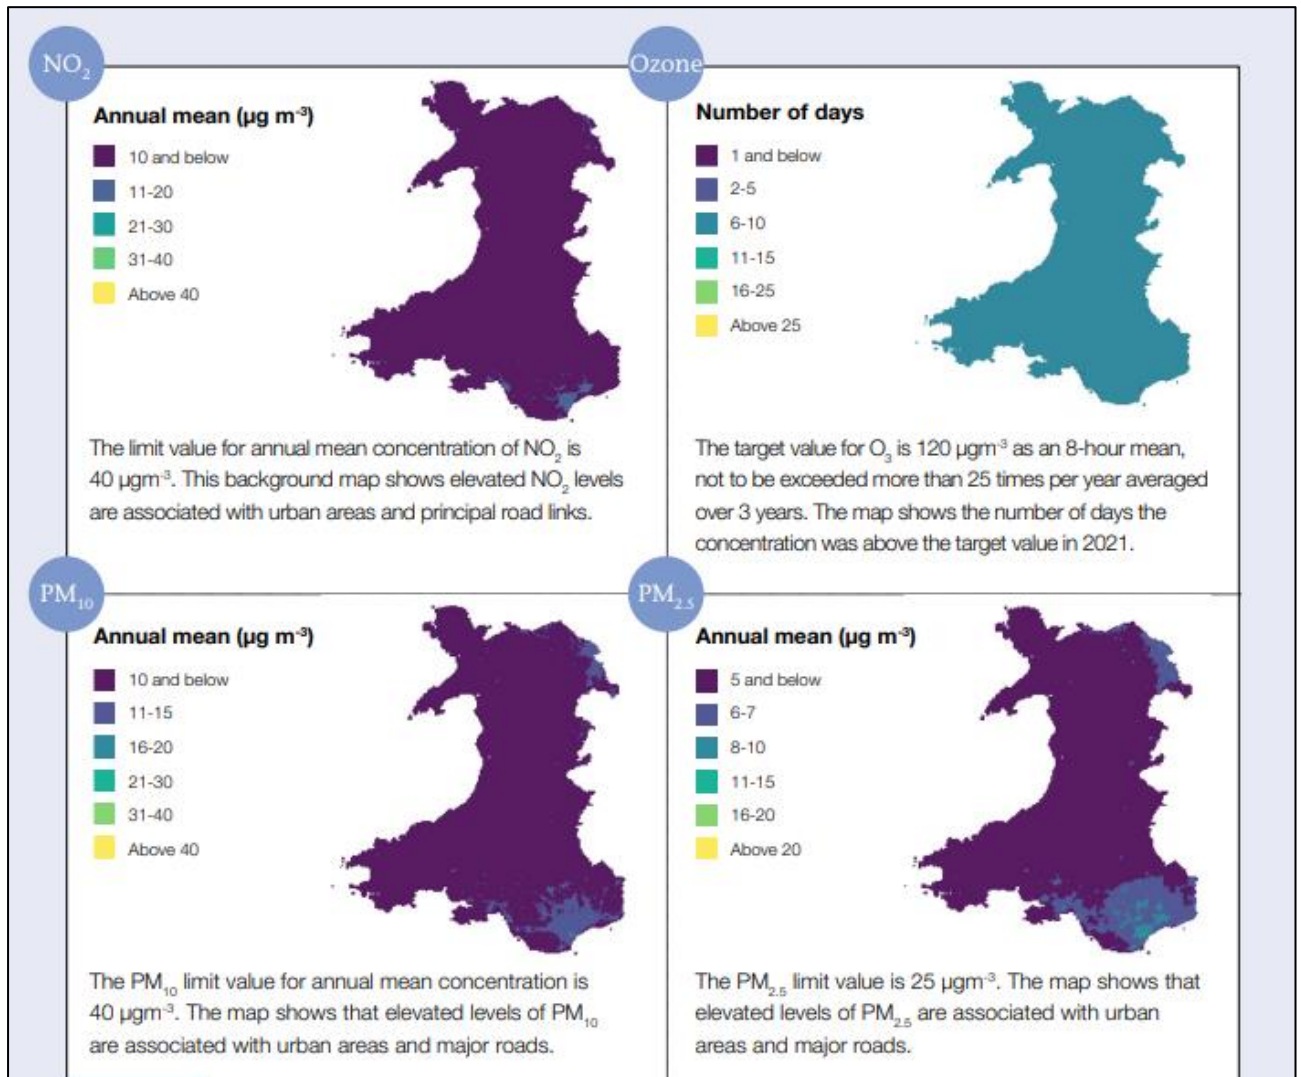 NO₂
Annual mean (µg m⁻³)
10 and below
11-20
21-30
31-40
Above 40
The limit value for annual mean concentration of NO₂ is
40 µgm⁻³. This background map shows elevated NO₂ levels
are associated with urban areas and principal road links.
Ozone
Number of days
1 and below
2-5
6-10
11-15
16-25
Above 25
The target value for O₃ is 120 µgm⁻³ as an 8-hour mean,
not to be exceeded more than 25 times per year averaged
over 3 years. The map shows the number of days the
concentration was above the target value in 2021.
PM₁₀
Annual mean (µg m⁻³)
10 and below
11-15
16-20
21-30
31-40
Above 40
The PM₁₀ limit value for annual mean concentration is
40 µgm⁻³. The map shows that elevated levels of PM₁₀
are associated with urban areas and major roads.
PM₂.₅
Annual mean (µg m⁻³)
5 and below
6-7
8-10
11-15
16-20
Above 20
The PM₂.₅ limit value is 25 µgm⁻³. The map shows that
elevated levels of PM₂.₅ are associated with urban
areas and major roads.